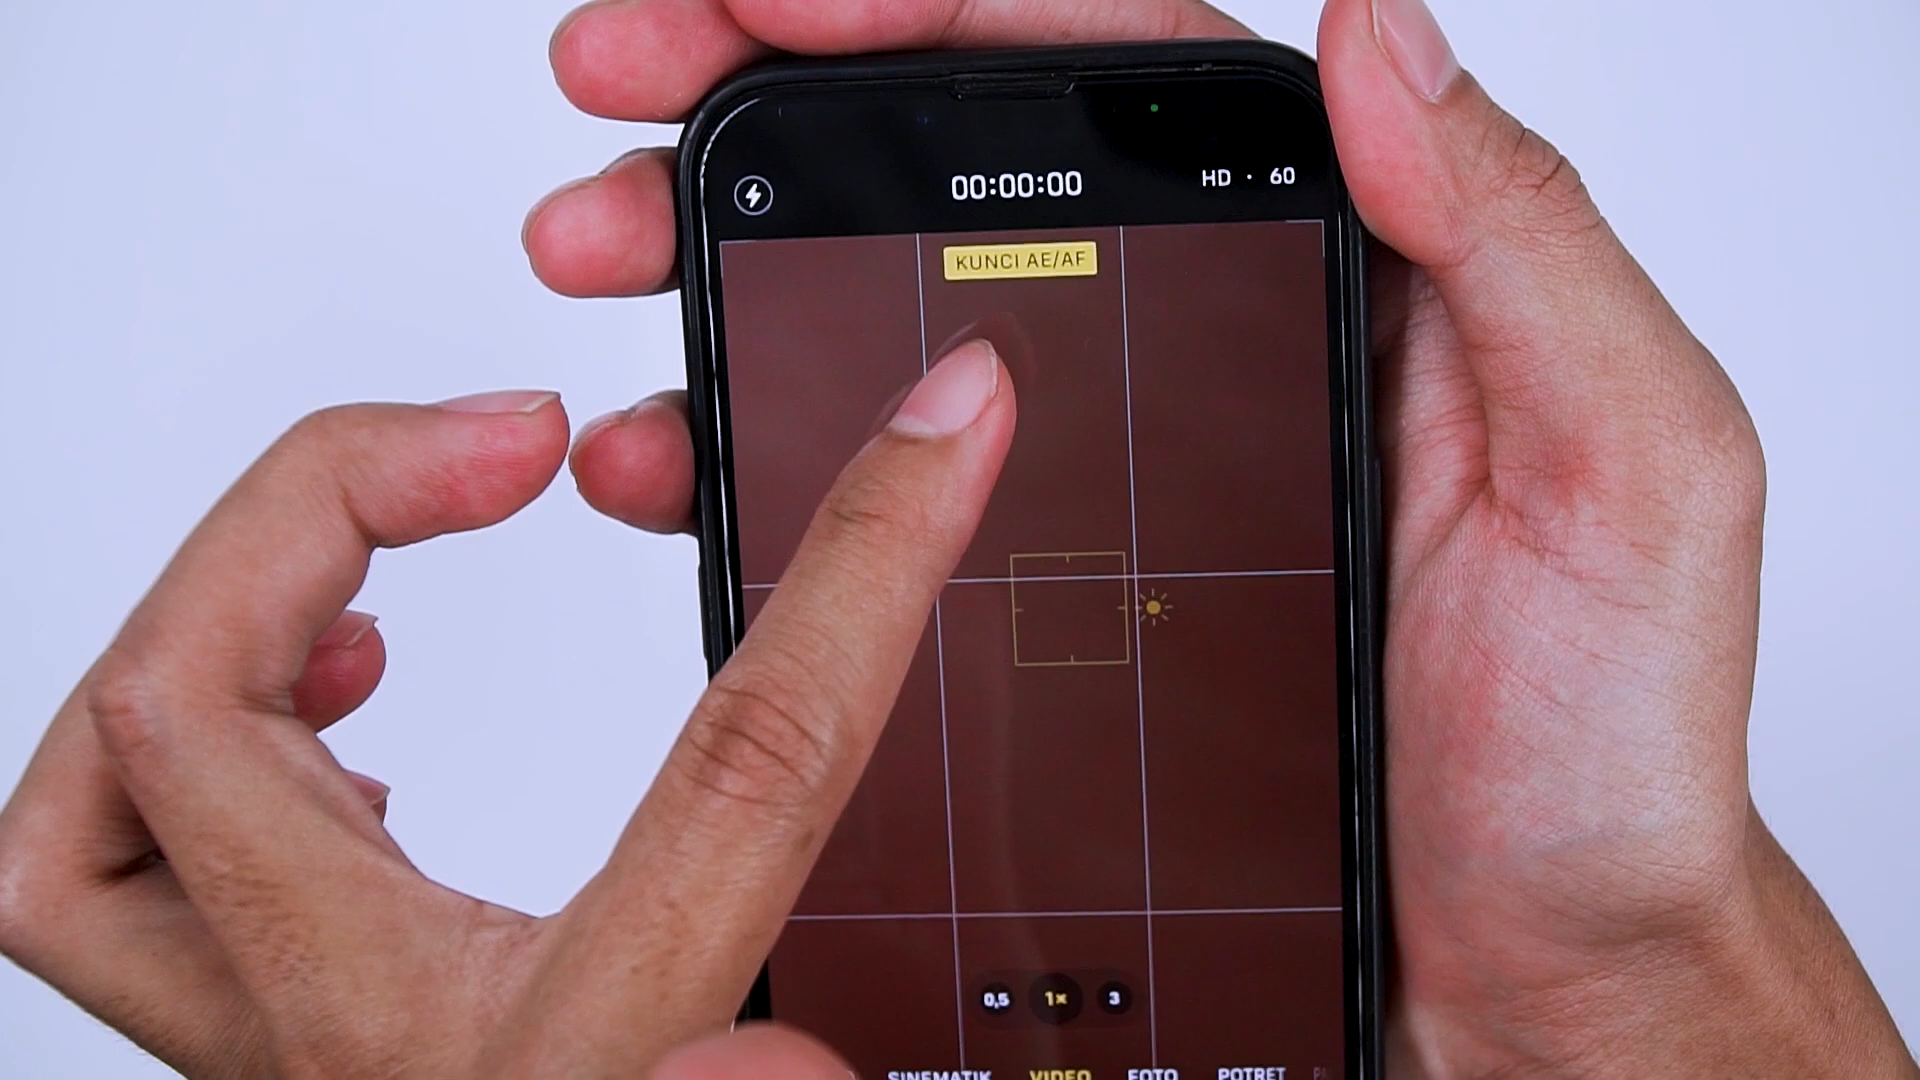 00:00:00
HD · 60
KUNCI AE/AF
0,5 1× 3
SINEMATIK VIDEO FOTO POTRET